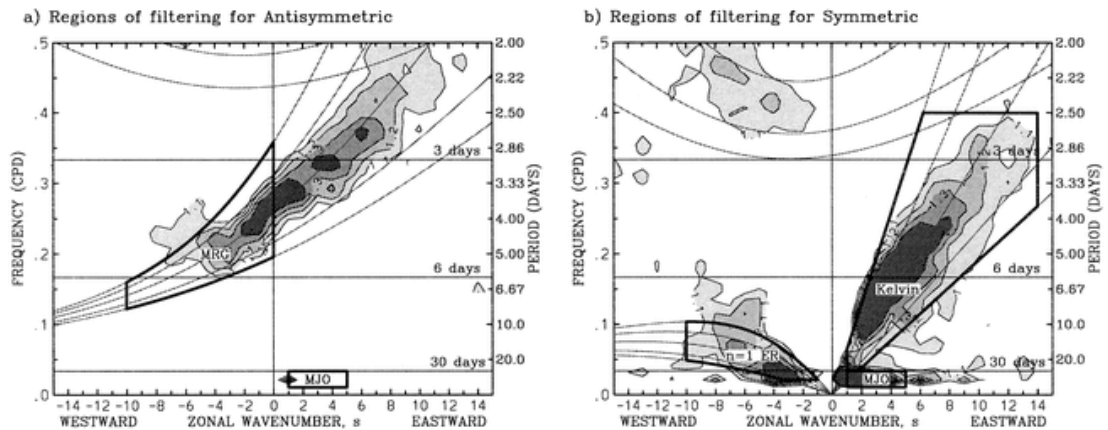 a) Regions of filtering for Antisymmetric
.5
.4
.3
.2
.1
.0
FREQUENCY (CPD)
2.00
2.22
2.50
2.86
3.33
4.00
5.00
6.67
10.0
20.0
PERIOD (DAYS)
3 days
6 days
30 days
MRG
MJO
-14 -12 -10 -8 -6 -4 -2 0 2 4 6 8 10 12 14
WESTWARD ZONAL WAVENUMBER, s EASTWARD
b) Regions of filtering for Symmetric
.5
.4
.3
.2
.1
.0
FREQUENCY (CPD)
2.00
2.22
2.50
2.86
3.33
4.00
5.00
6.67
10.0
20.0
PERIOD (DAYS)
3 days
6 days
30 days
Kelvin
n=1 ER
MJO
-14 -12 -10 -8 -6 -4 -2 0 2 4 6 8 10 12 14
WESTWARD ZONAL WAVENUMBER, s EASTWARD